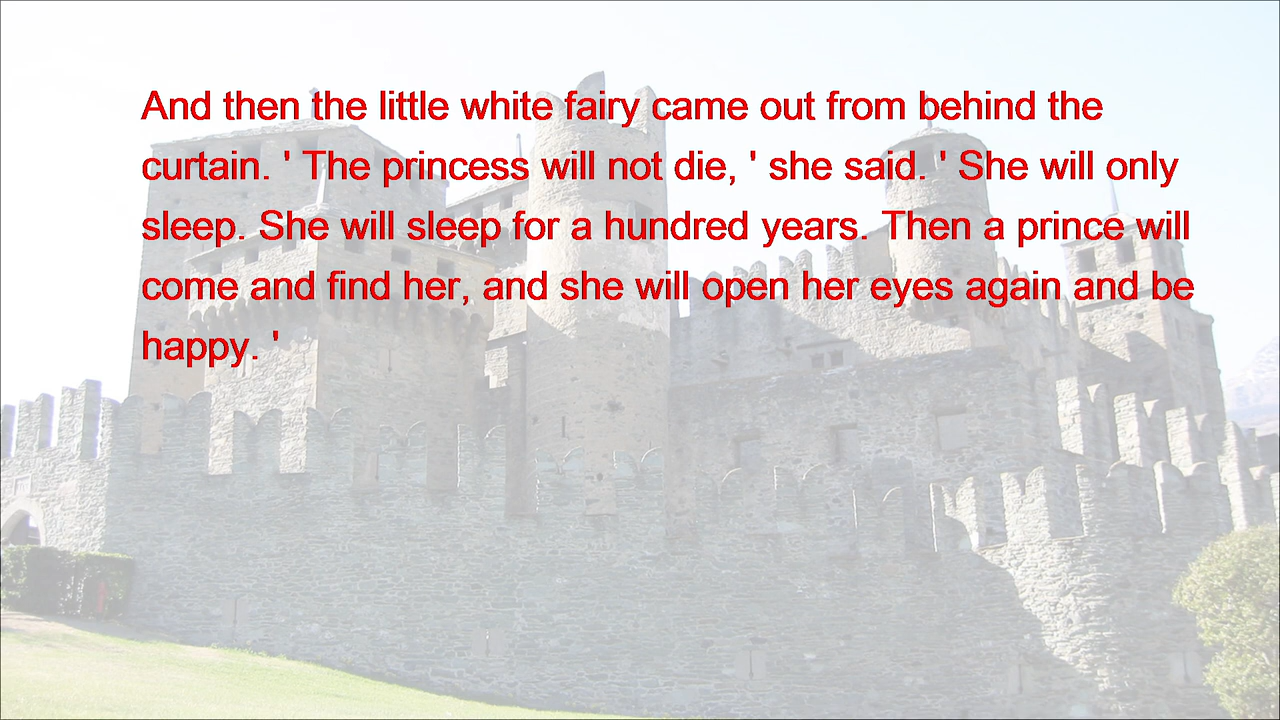 And then the little white fairy came out from behind the
curtain. ' The princess will not die, ' she said. ' She will only
sleep. She will sleep for a hundred years. Then a prince will
come and find her, and she will open her eyes again and be
happy. '